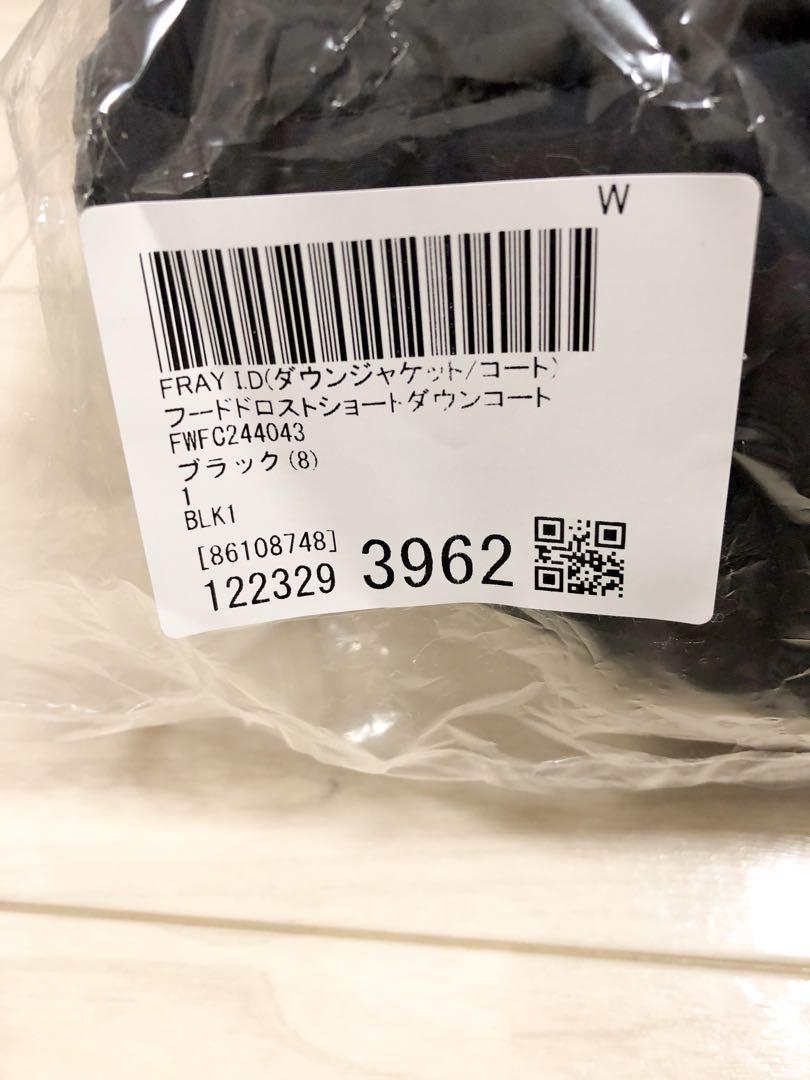 W
FRAY I.D(ダウンジャケット/コート)
フードドロストショートダウンコート
FWFC244043
ブラック(8)
1
BLK1
[86108748]
122329 3962